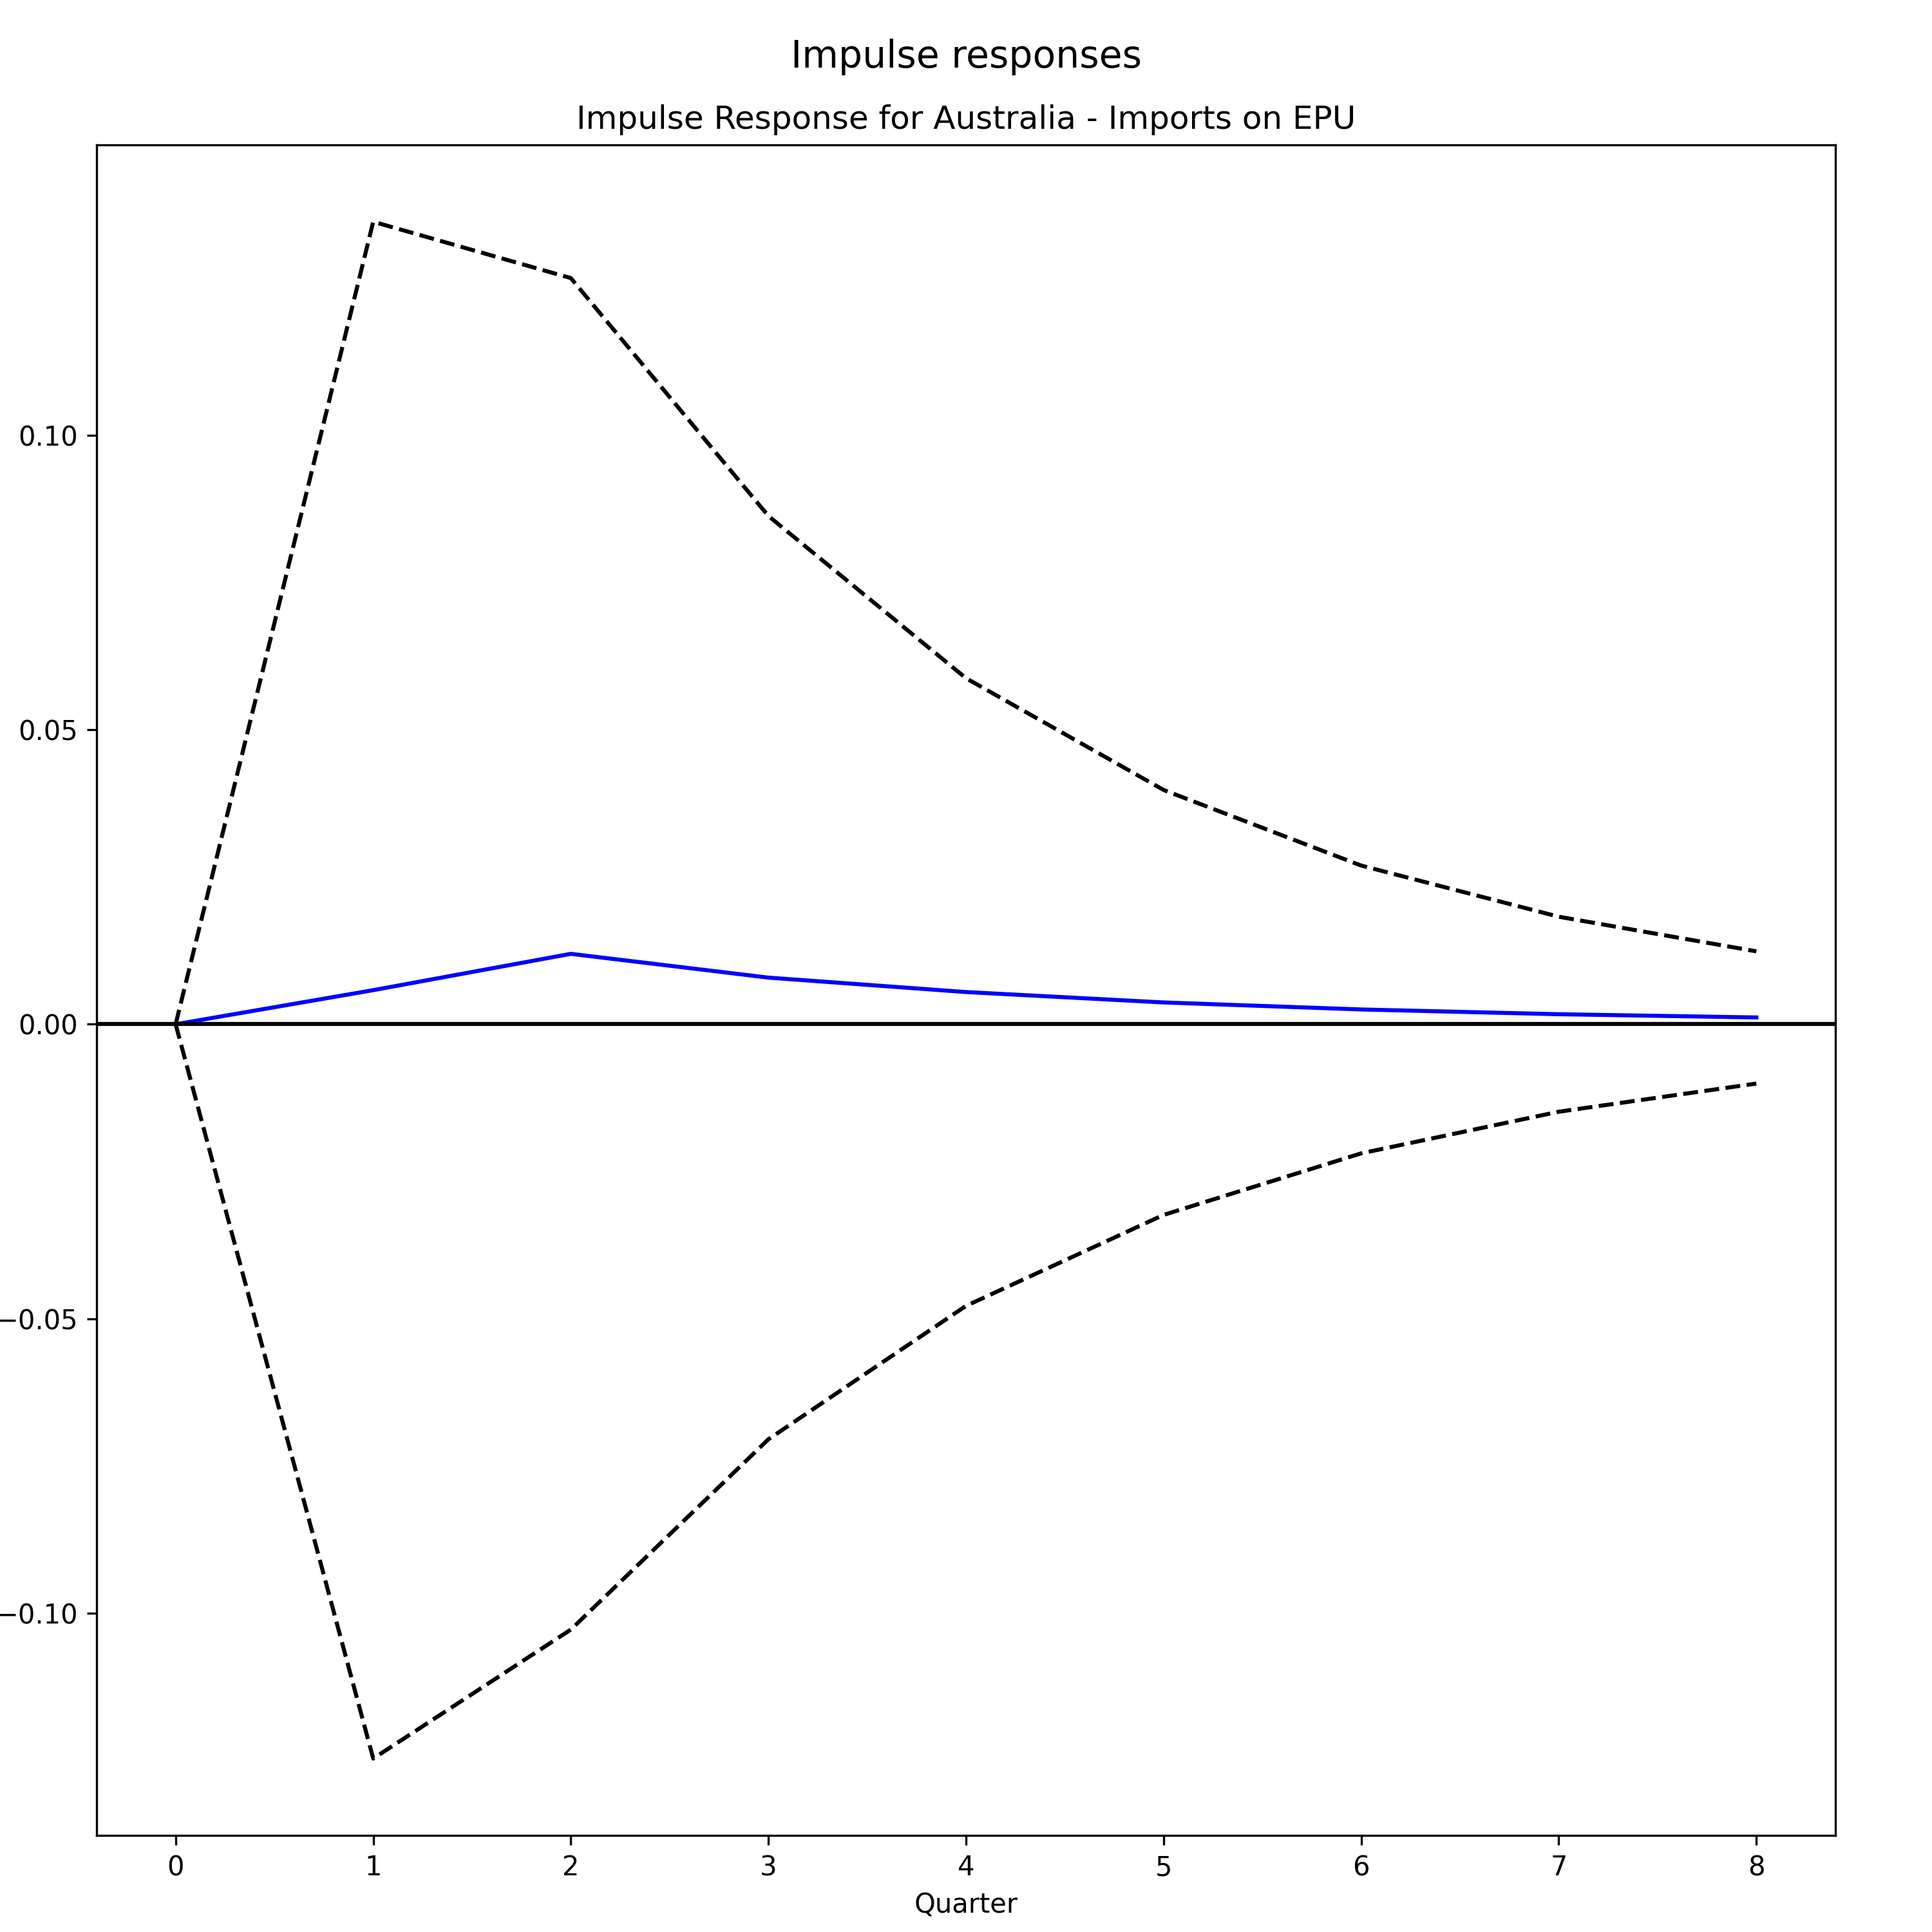 Impulse responses
Impulse Response for Australia - Imports on EPU
0.10
0.05
0.00
−0.05
−0.10
0 1 2 3 4 5 6 7 8
Quarter